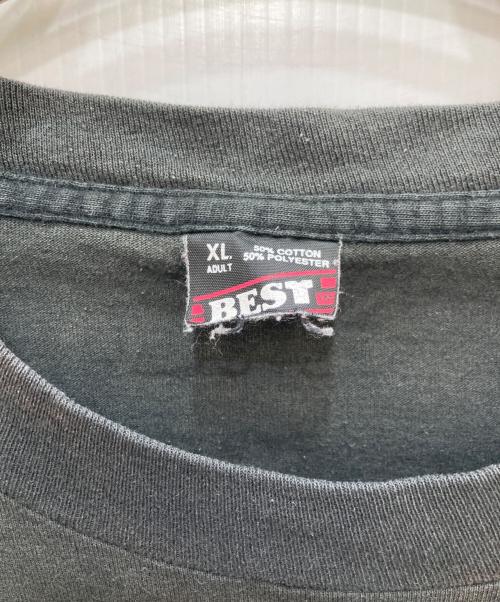 XL.
ADULT
50% COTTON
50% POLYESTER
BEST